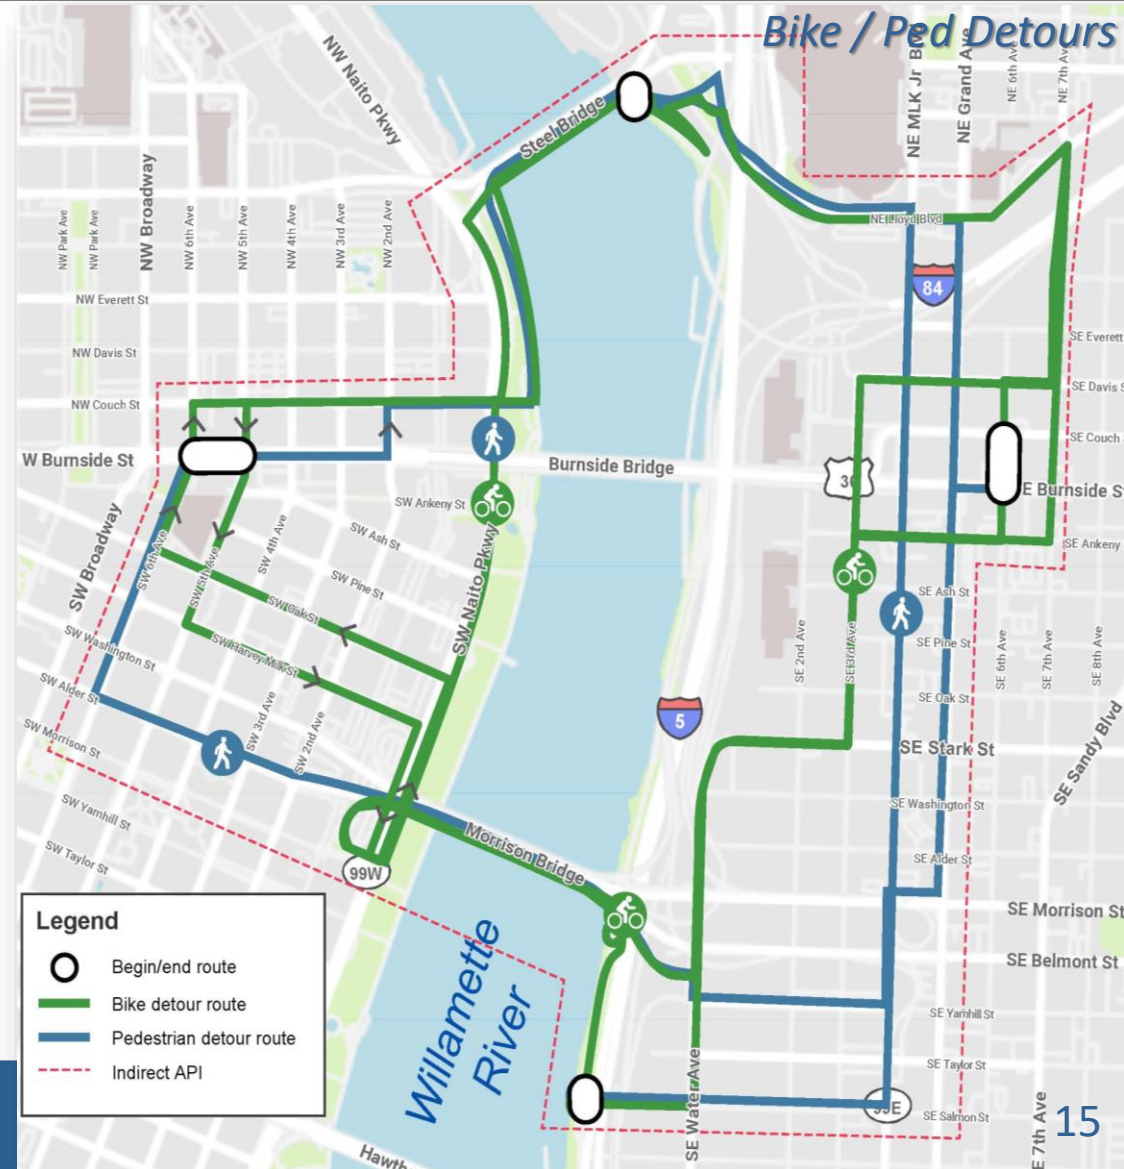 Bike / Ped Detours
NW Naito Pkwy
Steel Bridge
NE MLK Jr Blvd
NE Grand Ave
NE 6th Ave
NE 7th Ave
NW Park Ave
NW Park Ave
NW Broadway
NW 6th Ave
NW 5th Ave
NW 4th Ave
NW 3rd Ave
NW 2nd Ave
NE Lloyd Blvd
84
NW Everett St
SE Everett
NW Davis St
SE Davis S
NW Couch St
SE Couch
W Burnside St
Burnside Bridge
30
E Burnside St
SW Ankeny St
SE Ankeny
SW Broadway
SW 6th Ave
SW 5th Ave
SW 4th Ave
SW Ash St
SW Pine St
SW Oak St
SW Naito Pkwy
SE Ash St
SE Pine St
SE 2nd Ave
SE 3rd Ave
SE 6th Ave
SE 7th Ave
SE 8th Ave
SW Washington St
SW Harvey Milk St
SW Alder St
SW 3rd Ave
SW 2nd Ave
SE Oak St
5
SW Morrison St
SE Stark St
SE Sandy Blvd
SW Yamhill St
SE Washington St
SW Taylor St
Morrison Bridge
99W
SE Alder St
SE Morrison St
SE Belmont St
Willamette
River
SE Yamhill St
SE Taylor St
SE Water Ave
99E
SE Salmon St
E 7th Ave
Hawth
Legend
Begin/end route
Bike detour route
Pedestrian detour route
Indirect API
15